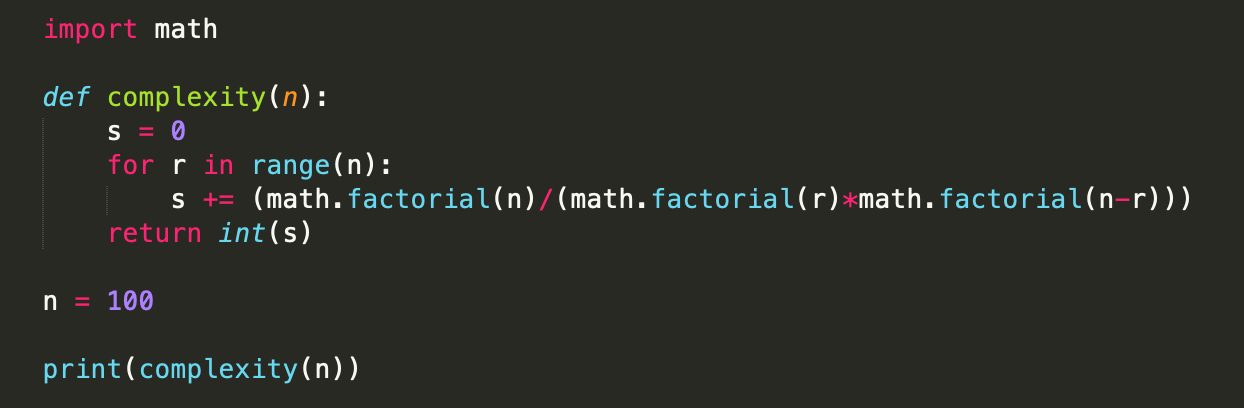 import math
def complexity(n):
    s = 0
    for r in range(n):
        s += (math.factorial(n)/(math.factorial(r)*math.factorial(n-r)))
    return int(s)
n = 100
print(complexity(n))